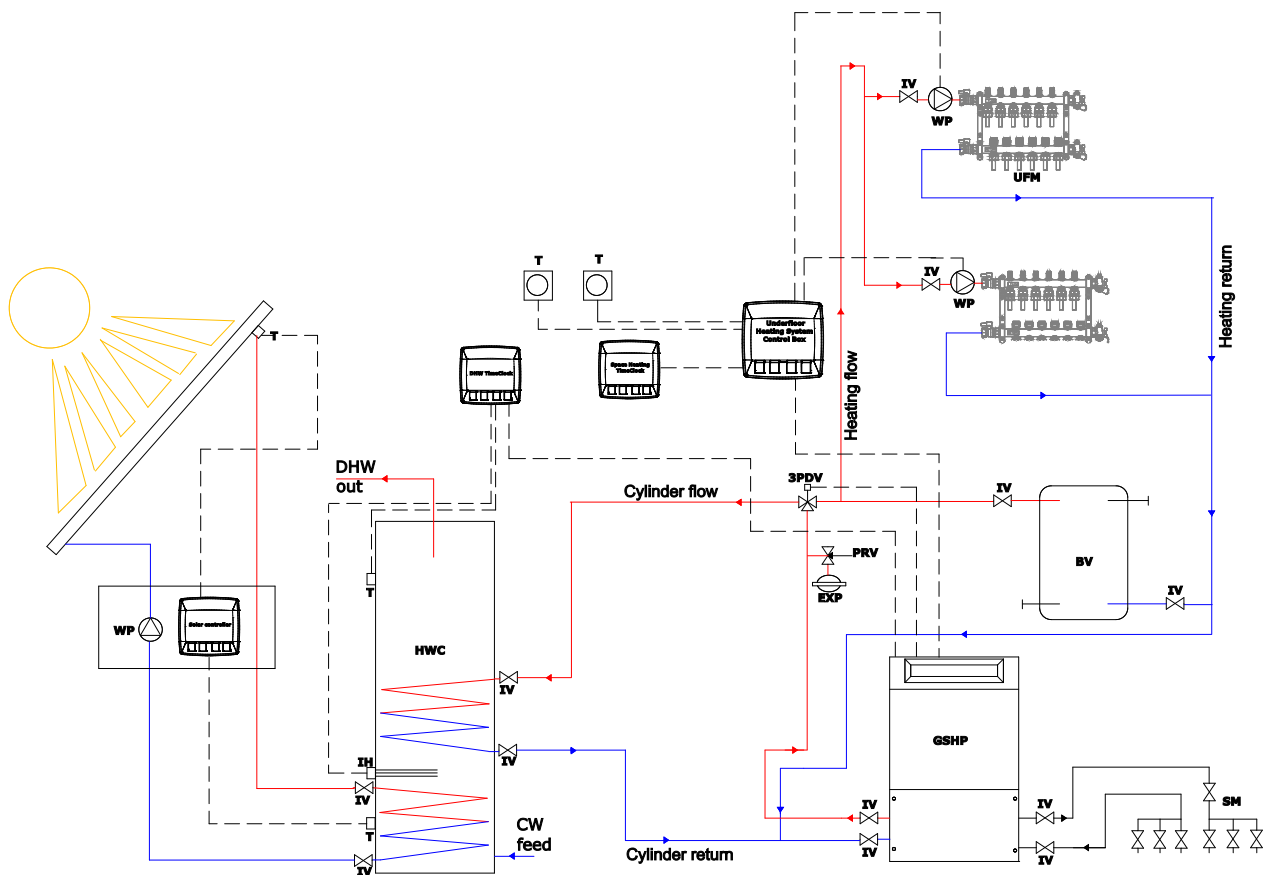 IV
WP
UFM
T
T
IV
WP
Underfloor
Heating System
Control Box
Heating return
T
DHW TimeClock
Space Heating
TimeClock
Heating flow
DHW
out
Cylinder flow
3PDV
IV
PRV
BV
EXP
T
IV
WP
Solar controller
HWC
IV
GSHP
IV
IH
IV
T
CW
feed
IV
Cylinder return
IV
IV
IV
IV
SM